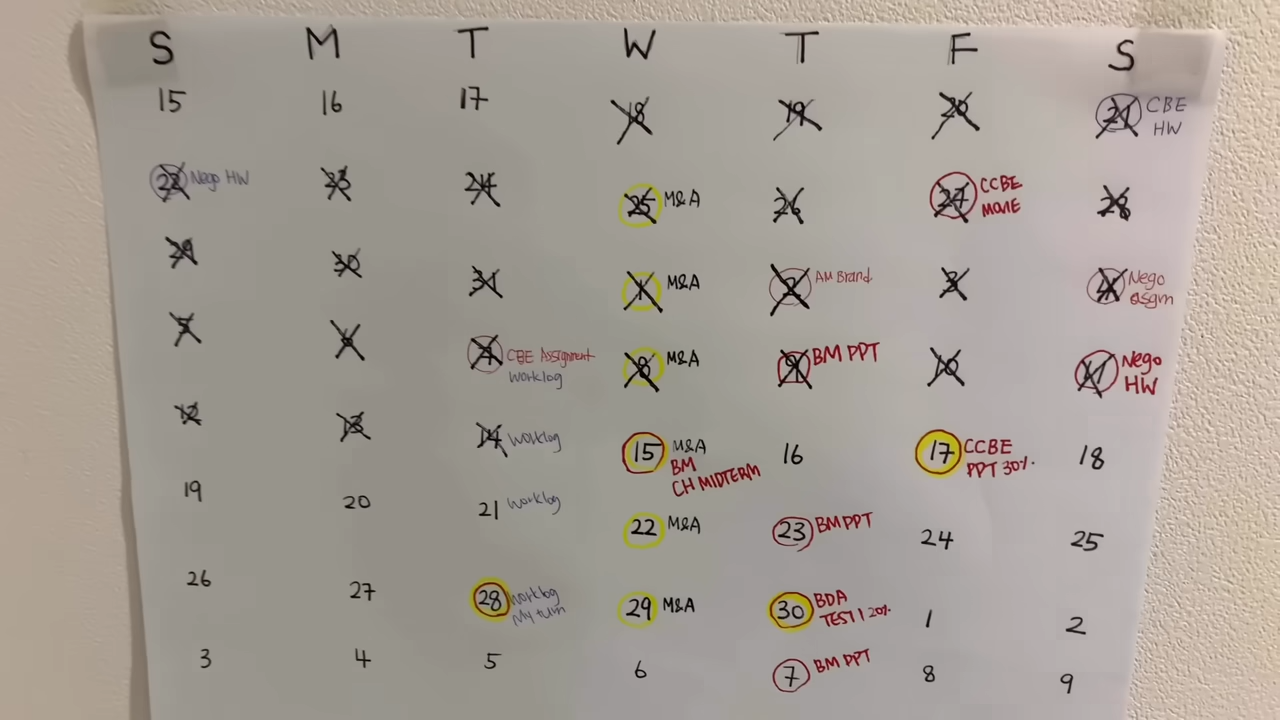 S M T W T F S
15 16 17 18 19 20 21 CBE
HW
22 Nego HW 23 24 25 M&A 26 27 CCBE
MOVIE
28
29 30 31 1 M&A 2 AM Brand 3 4 Nego
asgm
5 6 7 CBE Assignment
Worklog
8 M&A 9 BM PPT 10 11 Nego
HW
12 13 14 Worklog 15 M&A
BM
CH MIDTERM
16 17 CCBE
PPT 30%.
18
19 20 21 Worklog 22 M&A 23 BM PPT 24 25
26 27 28 Worklog
My turn
29 M&A 30 BDA
TEST 1 20%.
1 2
3 4 5 6 7 BM PPT 8 9